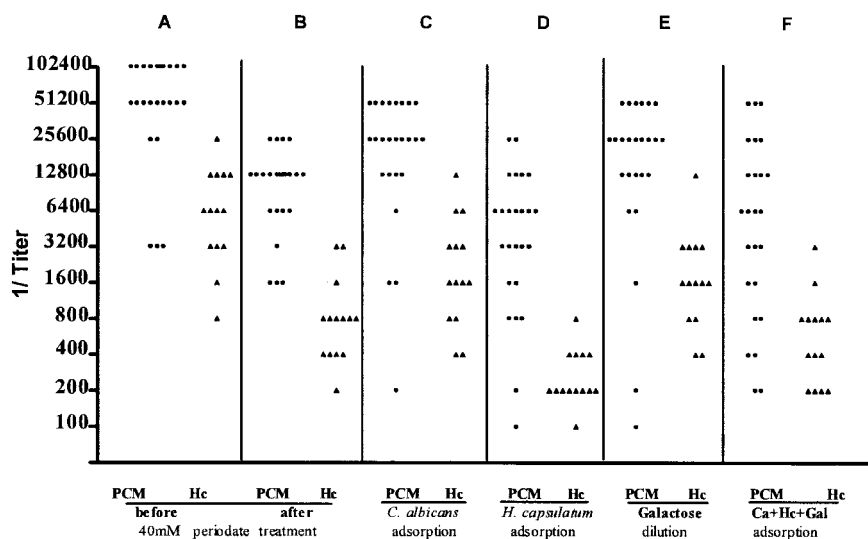 A B C D E F
102400
51200
25600
12800
6400
3200
1600
800
400
200
100
1/ Titer
PCM Hc PCM Hc PCM Hc PCM Hc PCM Hc PCM Hc
before after C. albicans H. capsulatum Galactose Ca+Hc+Gal
40mM periodate treatment adsorption adsorption dilution adsorption